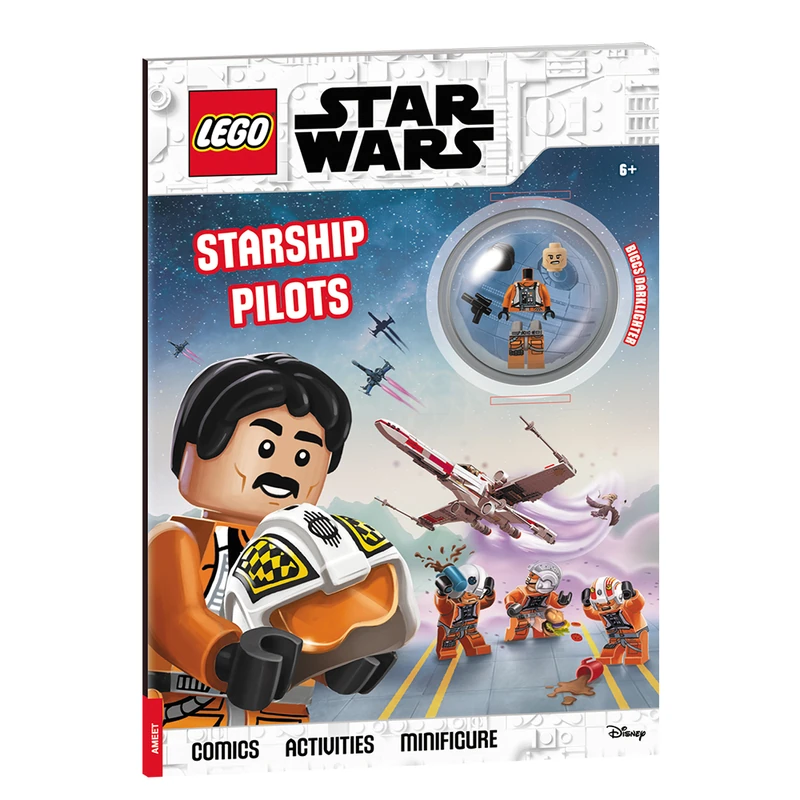 LEGO
STAR
WARS
6+
STARSHIP
PILOTS
BIGGS DARKLIGHTER
AMEET
COMICS ACTIVITIES MINIFIGURE
Disney